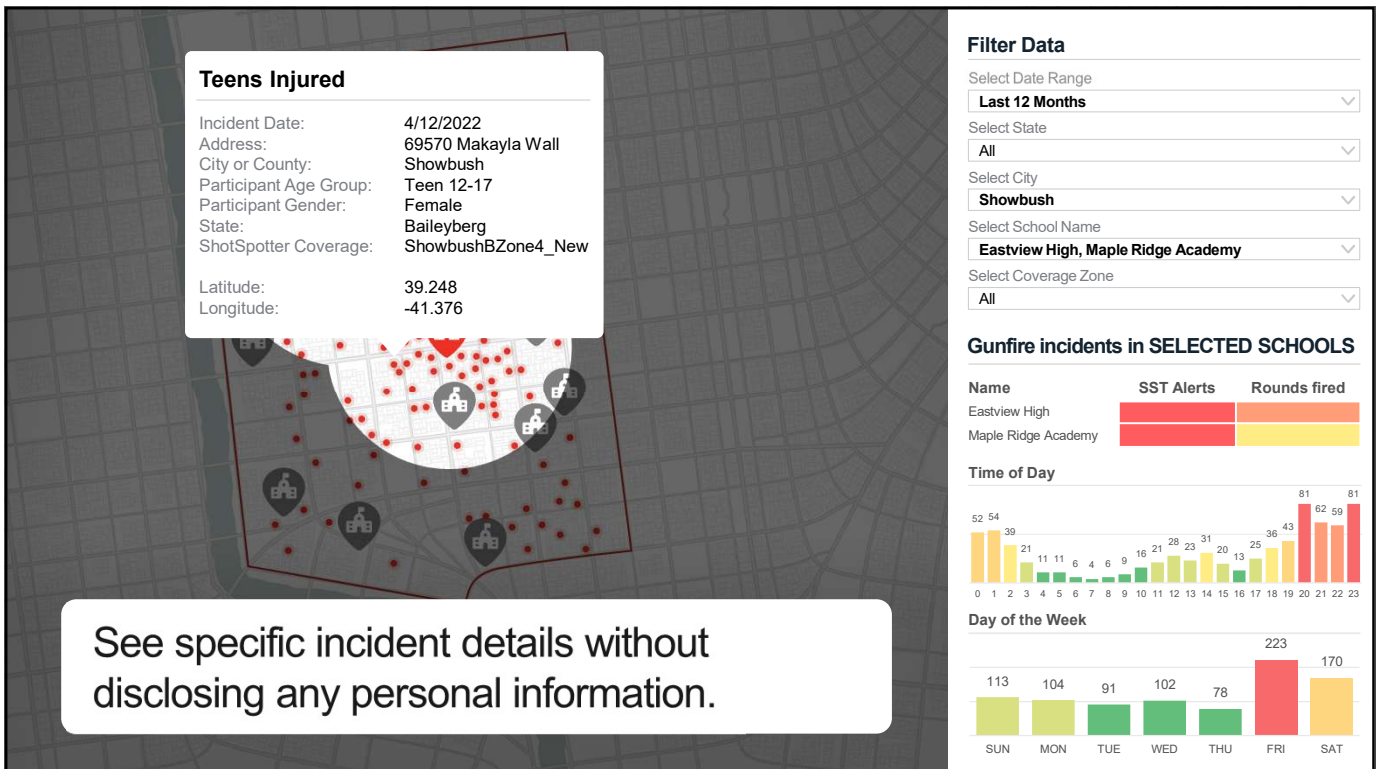 Teens Injured
Incident Date: 4/12/2022
Address: 69570 Makayla Wall
City or County: Showbush
Participant Age Group: Teen 12-17
Participant Gender: Female
State: Baileyberg
ShotSpotter Coverage: ShowbushBZone4_New
Latitude: 39.248
Longitude: -41.376
See specific incident details without
disclosing any personal information.
Filter Data
Select Date Range
Last 12 Months
Select State
All
Select City
Showbush
Select School Name
Eastview High, Maple Ridge Academy
Select Coverage Zone
All
Gunfire incidents in SELECTED SCHOOLS
Name SST Alerts Rounds fired
Eastview High
Maple Ridge Academy
Time of Day
52 54 39 21 11 11 6 4 6 9 16 21 28 23 31 20 13 25 36 43 81 62 59 81
0 1 2 3 4 5 6 7 8 9 10 11 12 13 14 15 16 17 18 19 20 21 22 23
Day of the Week
113 104 91 102 78 223 170
SUN MON TUE WED THU FRI SAT